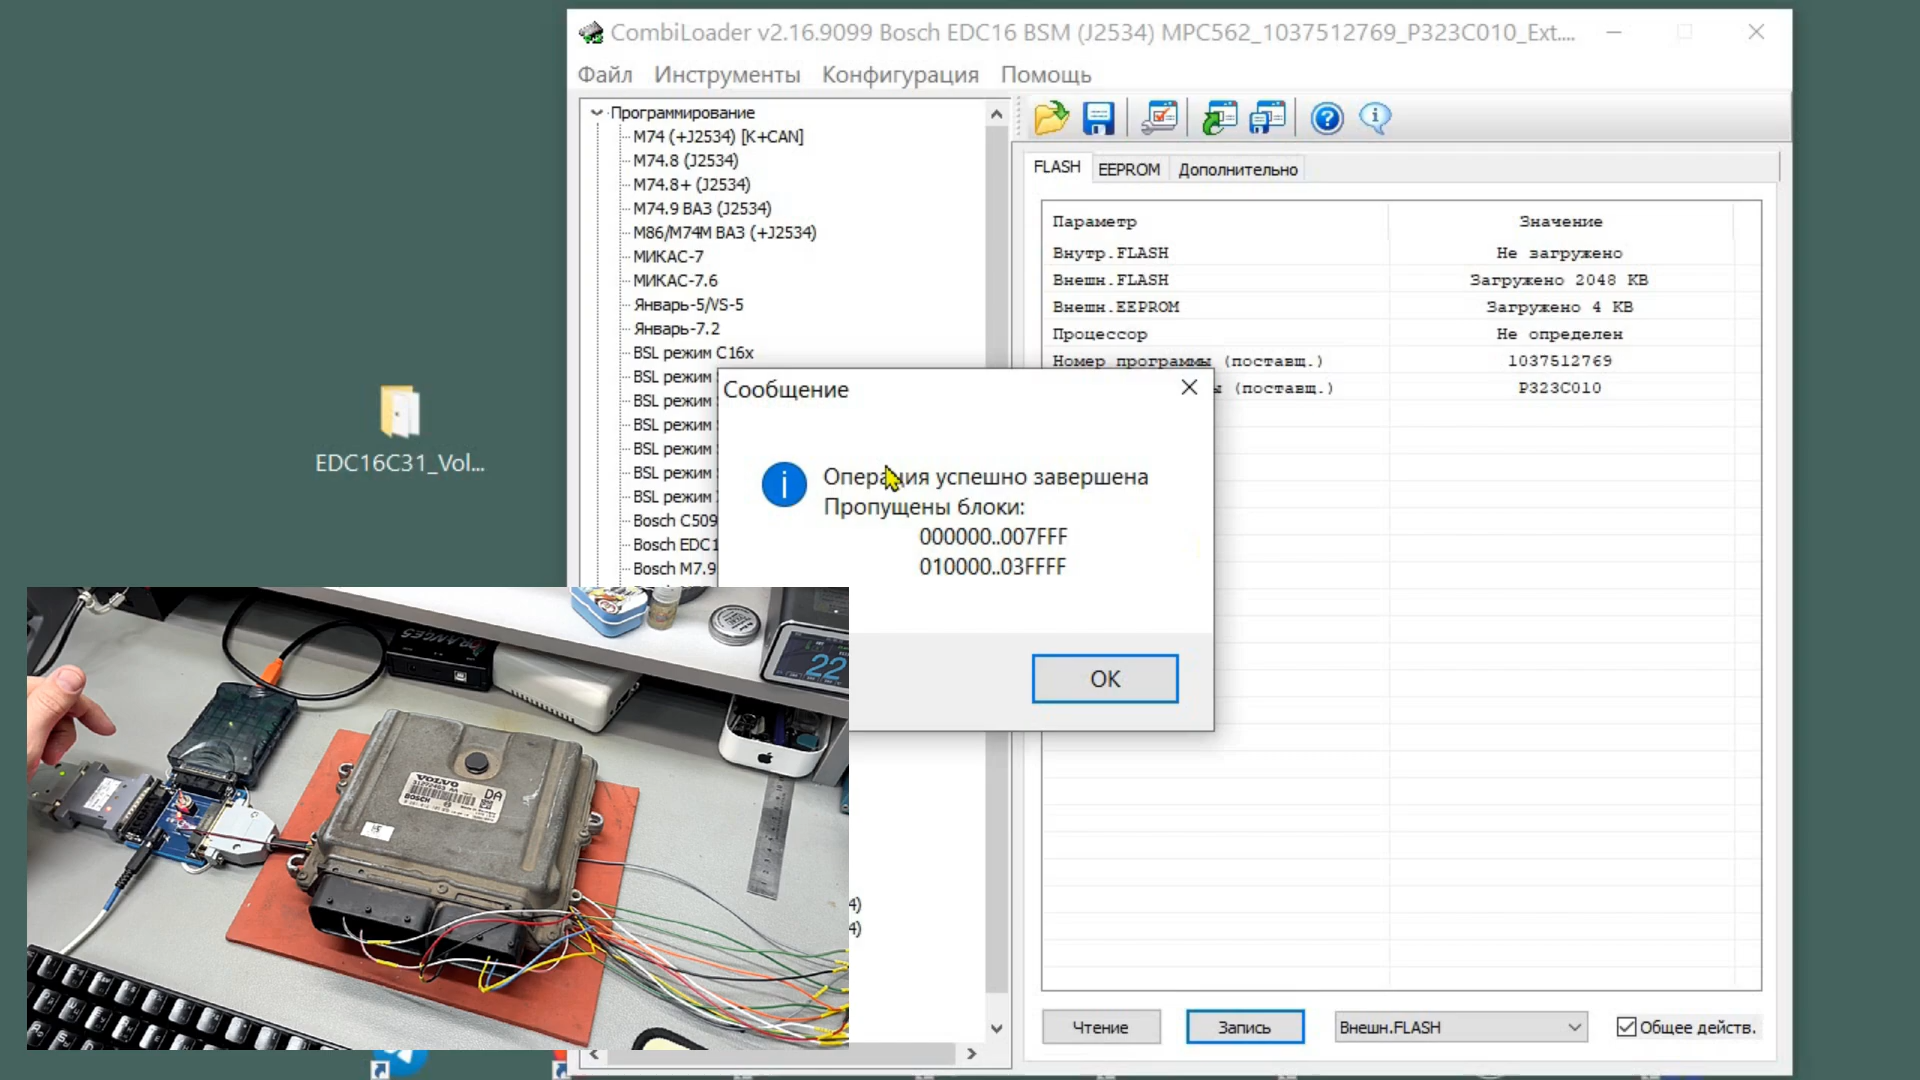 CombiLoader v2.16.9099 Bosch EDC16 BSM (J2534) MPC562_1037512769_P323C010_Ext....
Файл Инструменты Конфигурация Помощь
Программирование
M74 (+J2534) [K+CAN]
M74.8 (J2534)
M74.8+ (J2534)
M74.9 ВАЗ (J2534)
M86/M74M ВАЗ (+J2534)
МИКАС-7
МИКАС-7.6
Январь-5/VS-5
Январь-7.2
BSL режим C16x
BSL режим
BSL режим
BSL режим
BSL режим
BSL режим
BSL режим
Bosch C509
Bosch EDC1
Bosch M7.9
4)
4)
FLASH EEPROM Дополнительно
Параметр Значение
Внутр.FLASH Не загружено
Внешн.FLASH Загружено 2048 КВ
Внешн.EEPROM Загружено 4 КВ
Процессор Не определен
Номер программы (поставщ.) 1037512769
(поставщ.) P323C010
Сообщение
Операция успешно завершена
Пропущены блоки:
000000..007FFF
010000..03FFFF
OK
Чтение Запись Внешн.FLASH Общее действ.
EDC16C31_Vol...
ORANGE5
22
VOLVO
DA
BOSCH